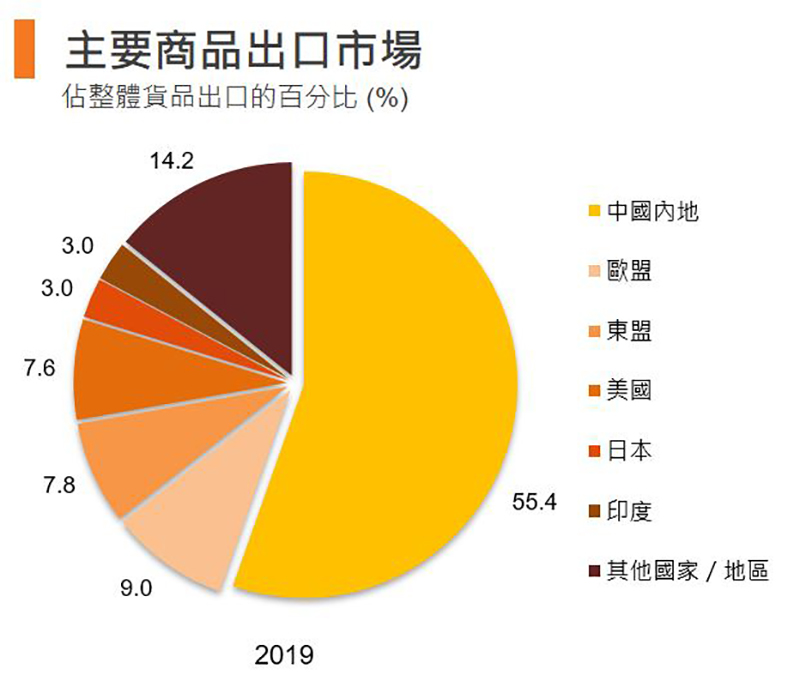 主要商品出口市場
佔整體貨品出口的百分比 (%)
14.2
3.0
3.0
7.6
7.8
9.0
55.4
中國內地
歐盟
東盟
美國
日本
印度
其他國家 / 地區
2019